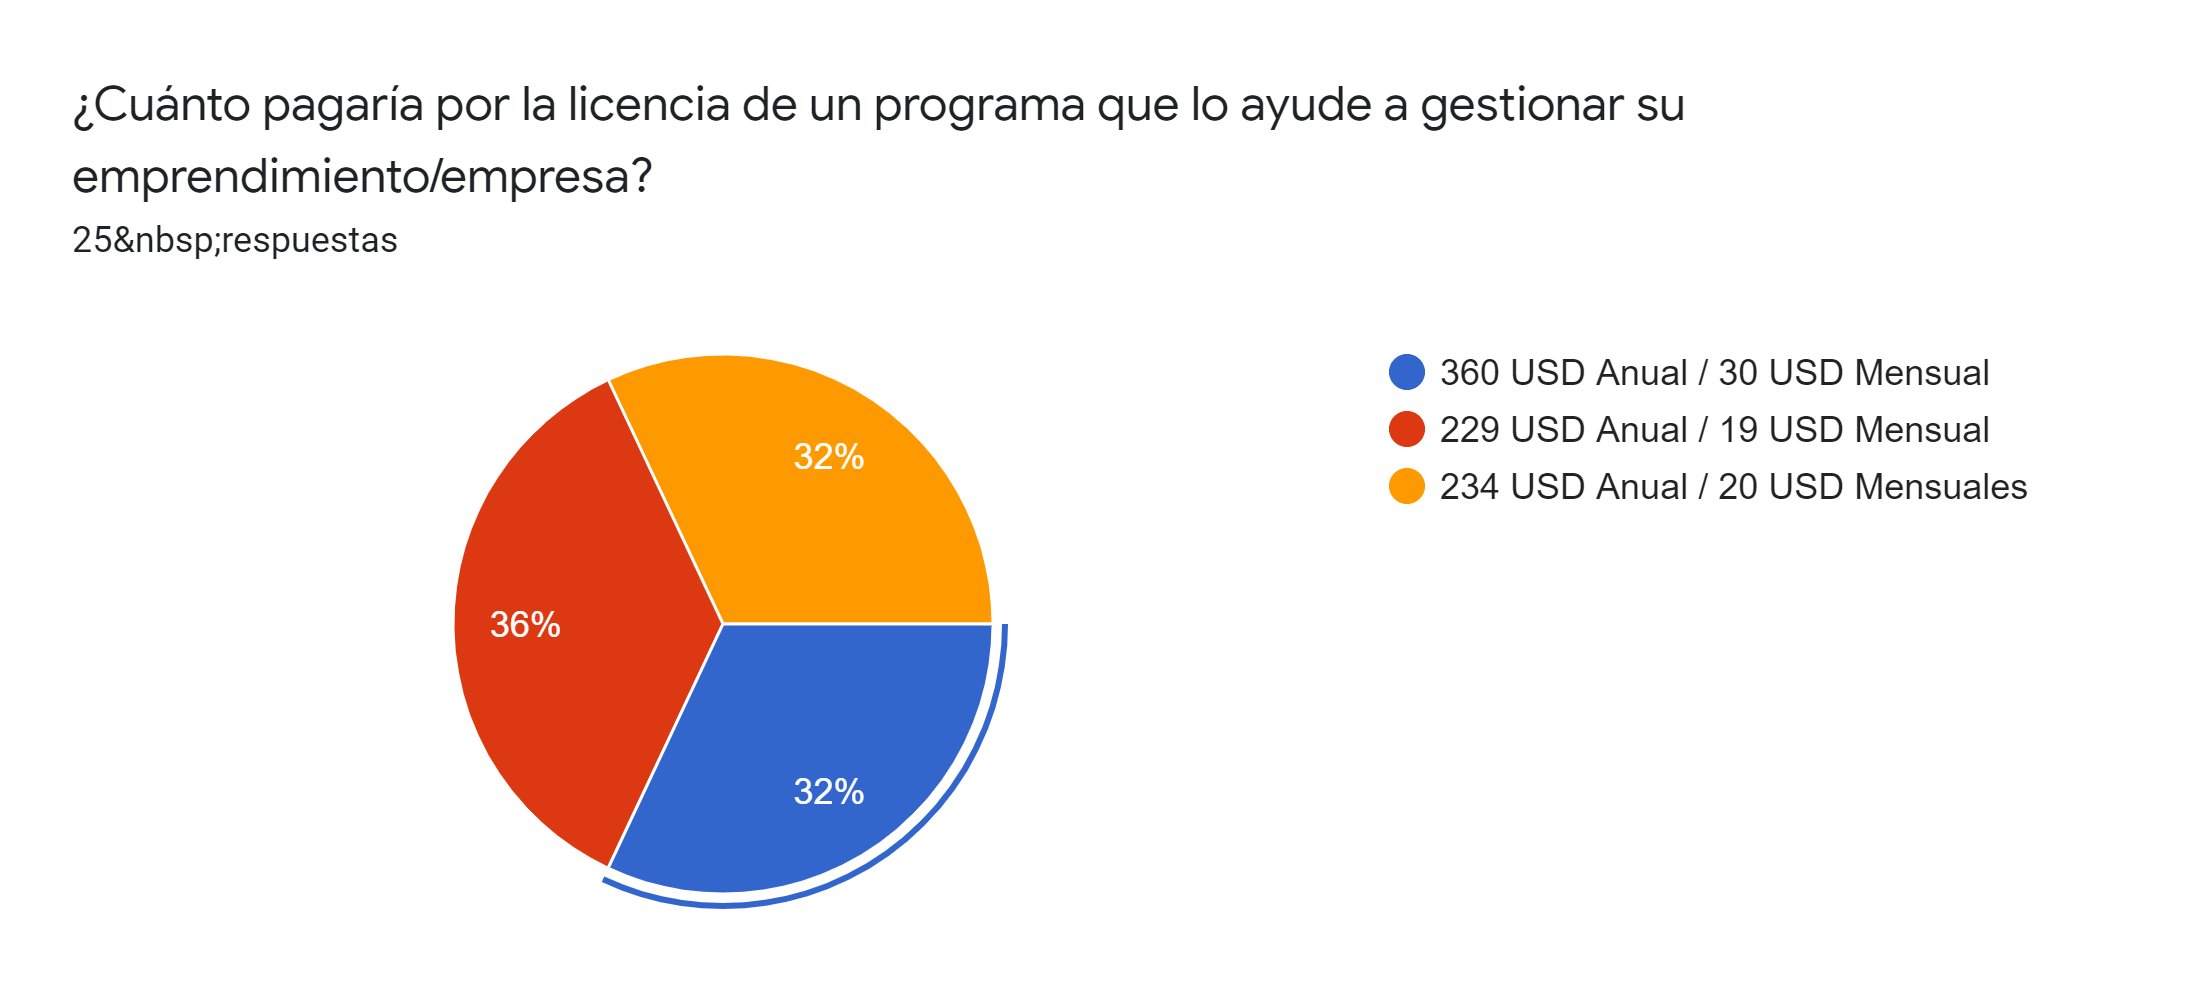 ¿Cuánto pagaría por la licencia de un programa que lo ayude a gestionar su
emprendimiento/empresa?
25&nbsp;respuestas
360 USD Anual / 30 USD Mensual
229 USD Anual / 19 USD Mensual
234 USD Anual / 20 USD Mensuales
32%
36%
32%